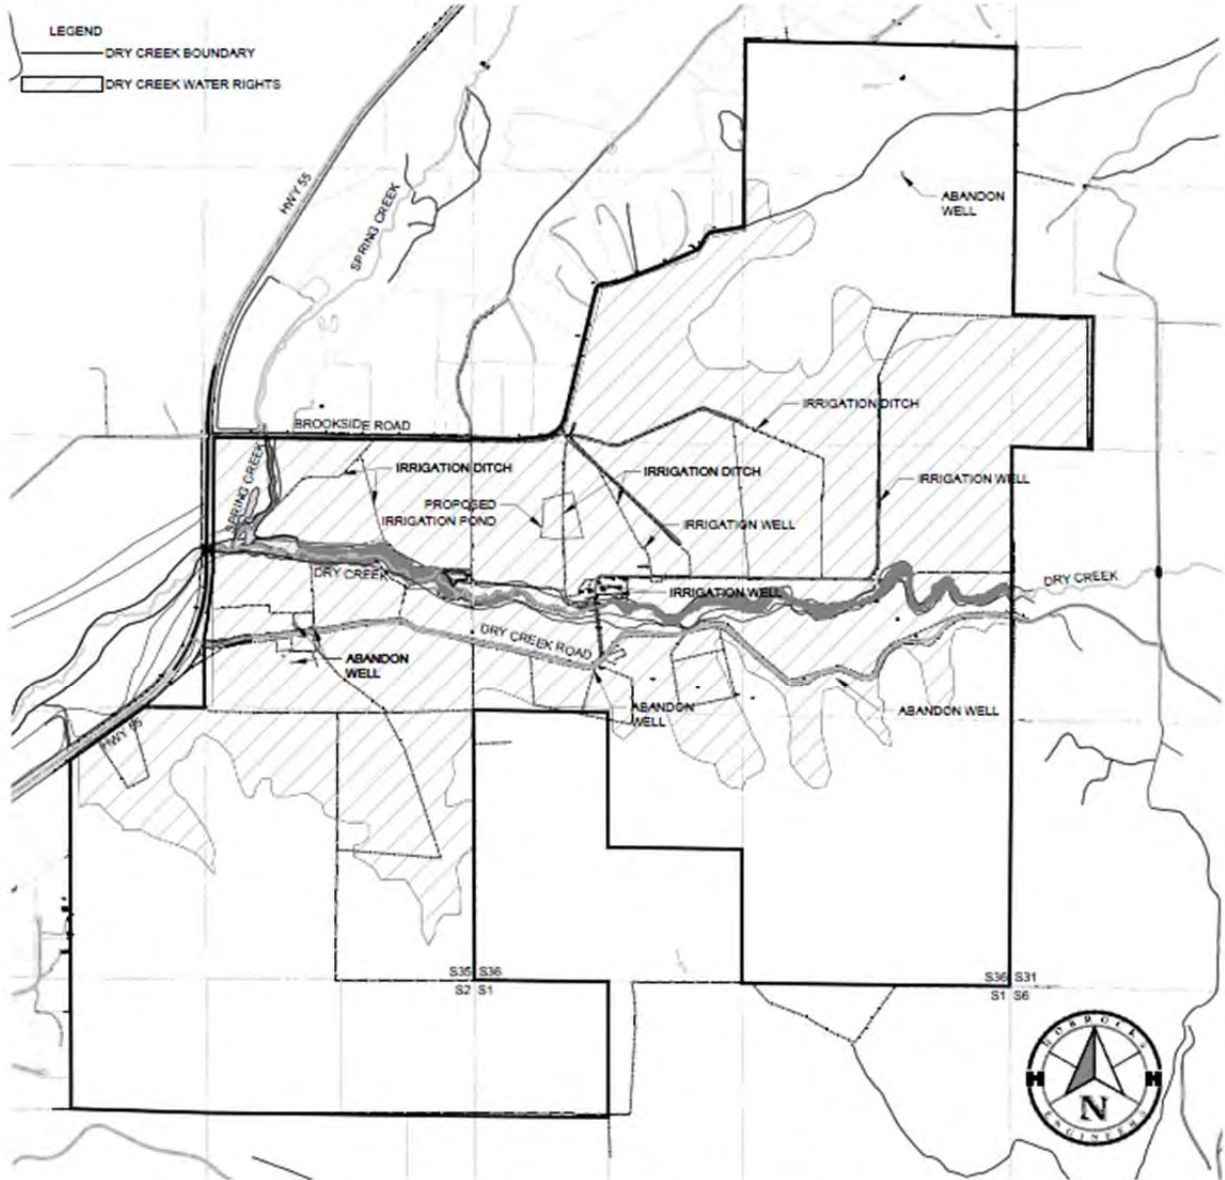 LEGEND
DRY CREEK BOUNDARY
DRY CREEK WATER RIGHTS
HWY 55
SPRING CREEK
ABANDON
WELL
IRRIGATION DITCH
BROOKSIDE ROAD
SPRING CREEK
IRRIGATION DITCH
IRRIGATION DITCH
IRRIGATION WELL
PROPOSED
IRRIGATION POND
IRRIGATION WELL
DRY CREEK
DRY CREEK
IRRIGATION WELL
DRY CREEK ROAD
ABANDON
WELL
ABANDON
WELL
ABANDON WELL
HWY 55
S35 S36
S2 S1
S36 S31
S1 S6
HORROCKS
H H
N
ENGINEERS